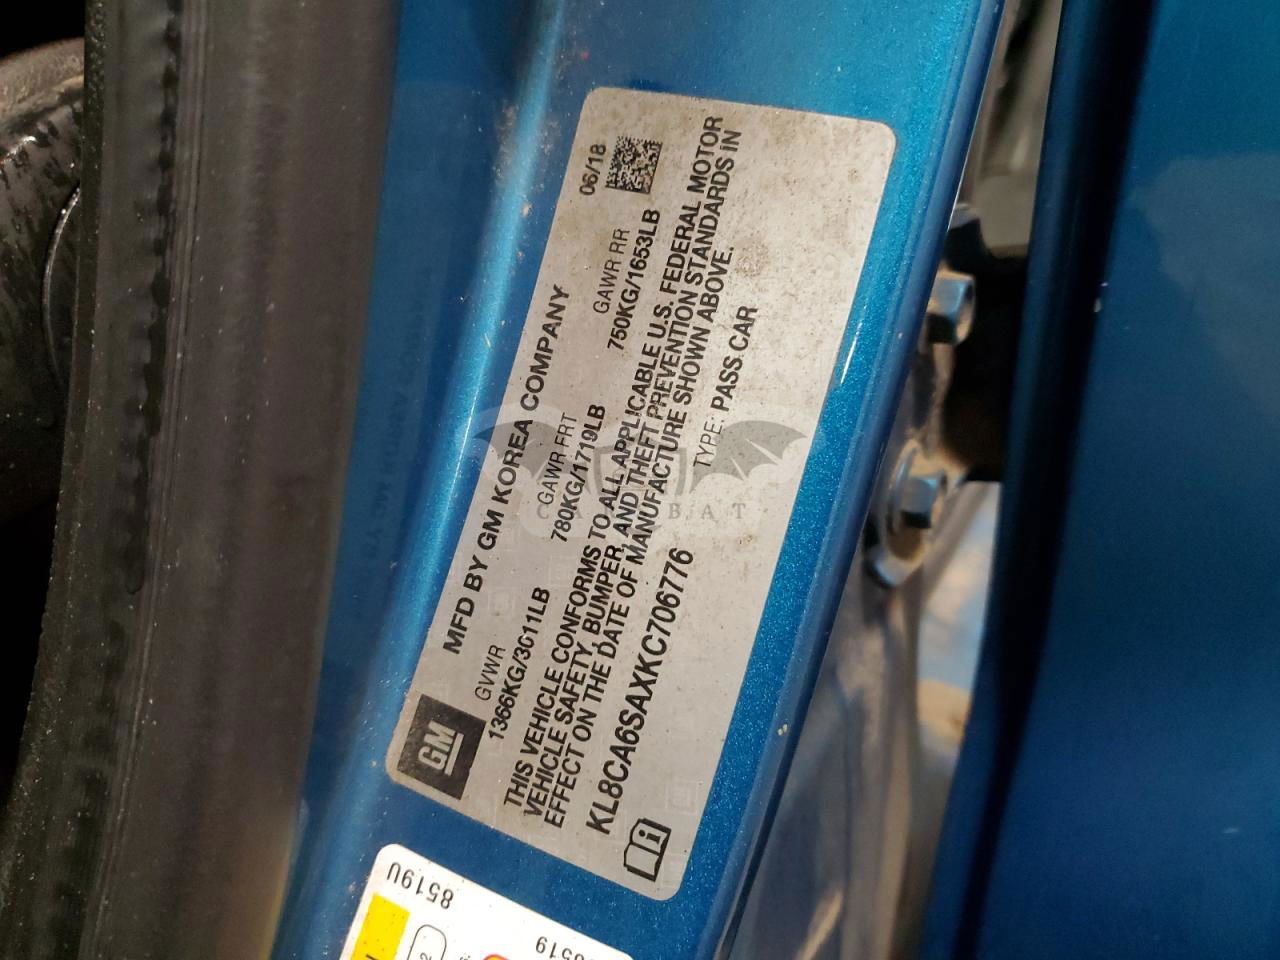 MFD BY GM KOREA COMPANY 06/18
GM
GVWR GAWR FRT GAWR RR
1366KG/3011LB 780KG/1719LB 750KG/1653LB
THIS VEHICLE CONFORMS TO ALL APPLICABLE U.S. FEDERAL MOTOR
VEHICLE SAFETY, BUMPER, AND THEFT PREVENTION STANDARDS IN
EFFECT ON THE DATE OF MANUFACTURE SHOWN ABOVE.
KL8CA6SAXKC706776 TYPE: PASS CAR
i
8519U